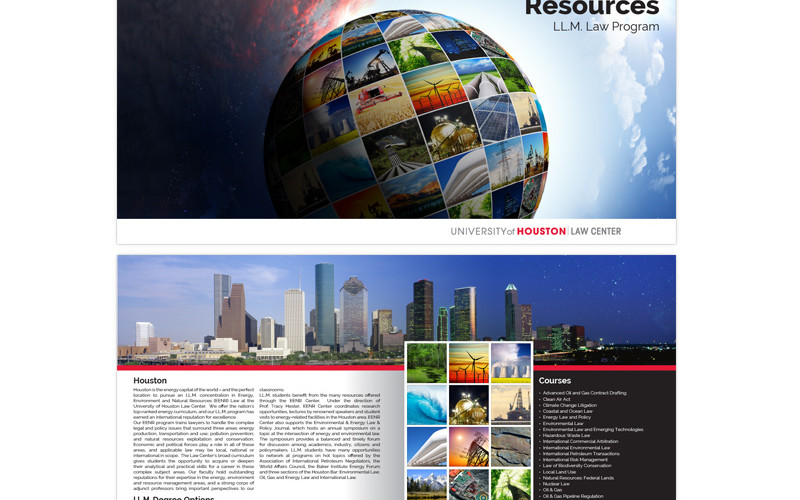 Resources
LL.M. Law Program
UNIVERSITY of HOUSTON | LAW CENTER
Houston
Houston is the energy capital of the world – and the perfect
location to pursue an LL.M. concentration in Energy,
Environment and Natural Resources (EENR) Law at the
University of Houston Law Center. We offer the nation's
top ranked energy curriculum, and our LL.M. program has
earned an international reputation for excellence.
Our EENR program trains lawyers to handle the complex
legal and policy issues that surround three areas: energy
production, transportation and use; pollution prevention;
and natural resources exploitation and conservation.
Economic and political forces play a role in all of these
areas, and applicable law may be local, national or
international in scope. The Law Center's broad curriculum
gives students the opportunity to acquire or deepen
their analytical and practical skills for a career in these
complex subject areas. Our faculty hold outstanding
reputations for their expertise in the energy, environment
and resource management areas, and a strong corps of
adjunct professors bring important perspectives to our
LL.M. Degree Options
classrooms.
LL.M. students benefit from the many resources offered
through the EENR Center. Under the direction of
Prof. Tracy Hester, EENR Center coordinates research
opportunities, lectures by renowned speakers and student
visits to energy-related facilities in the Houston area. EENR
Center also supports the Environmental & Energy Law &
Policy Journal, which hosts an annual symposium on a
topic at the intersection of energy and environmental law.
The symposium provides a balanced and timely forum
for discussion among academics, industry, citizens and
policymakers. LL.M. students have many opportunities
to network at programs on hot topics offered by the
Association of International Petroleum Negotiators, the
World Affairs Council, the Baker Institute Energy Forum
and three sections of the Houston Bar: Environmental Law,
Oil, Gas and Energy Law and International Law.
Courses
• Advanced Oil and Gas Contract Drafting
• Clean Air Act
• Climate Change Litigation
• Coastal and Ocean Law
• Energy Law and Policy
• Environmental Law
• Environmental Law and Emerging Technologies
• Hazardous Waste Law
• International Commercial Arbitration
• International Environmental Law
• International Petroleum Transactions
• International Risk Management
• Law of Biodiversity Conservation
• Local Land Use
• Natural Resources: Federal Lands
• Nuclear Law
• Oil & Gas
• Oil & Gas Pipeline Regulation